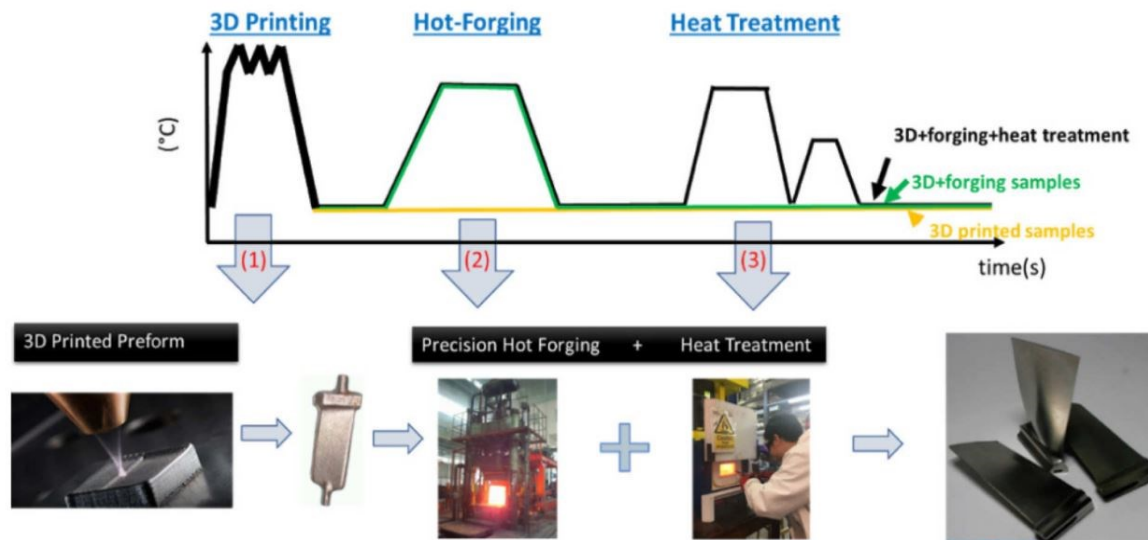 3D Printing
Hot-Forging
Heat Treatment
(°C)
3D+forging+heat treatment
3D+forging samples
3D printed samples
time(s)
(1)
(2)
(3)
3D Printed Preform
Precision Hot Forging + Heat Treatment